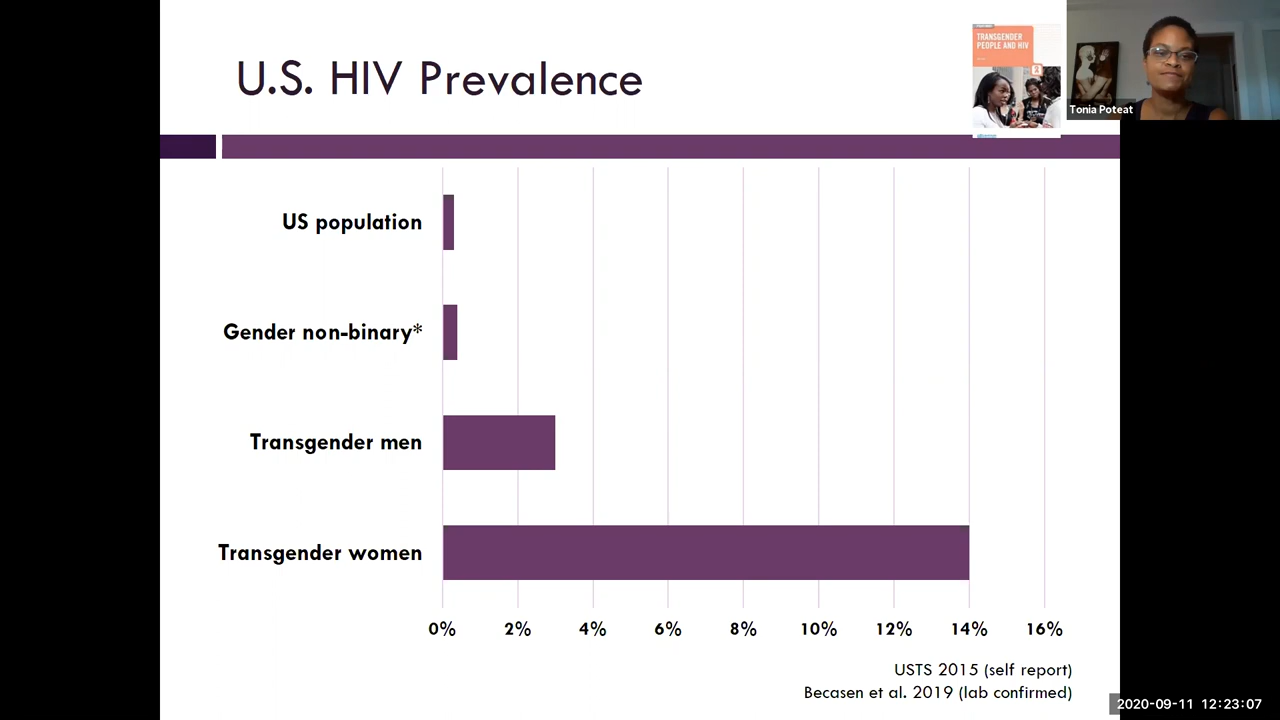 U.S. HIV Prevalence
TRANSGENDER
PEOPLE AND HIV
Tonia Poteat
US population
Gender non-binary*
Transgender men
Transgender women
0% 2% 4% 6% 8% 10% 12% 14% 16%
USTS 2015 (self report)
Becasen et al. 2019 (lab confirmed)
2020-09-11 12:23:07